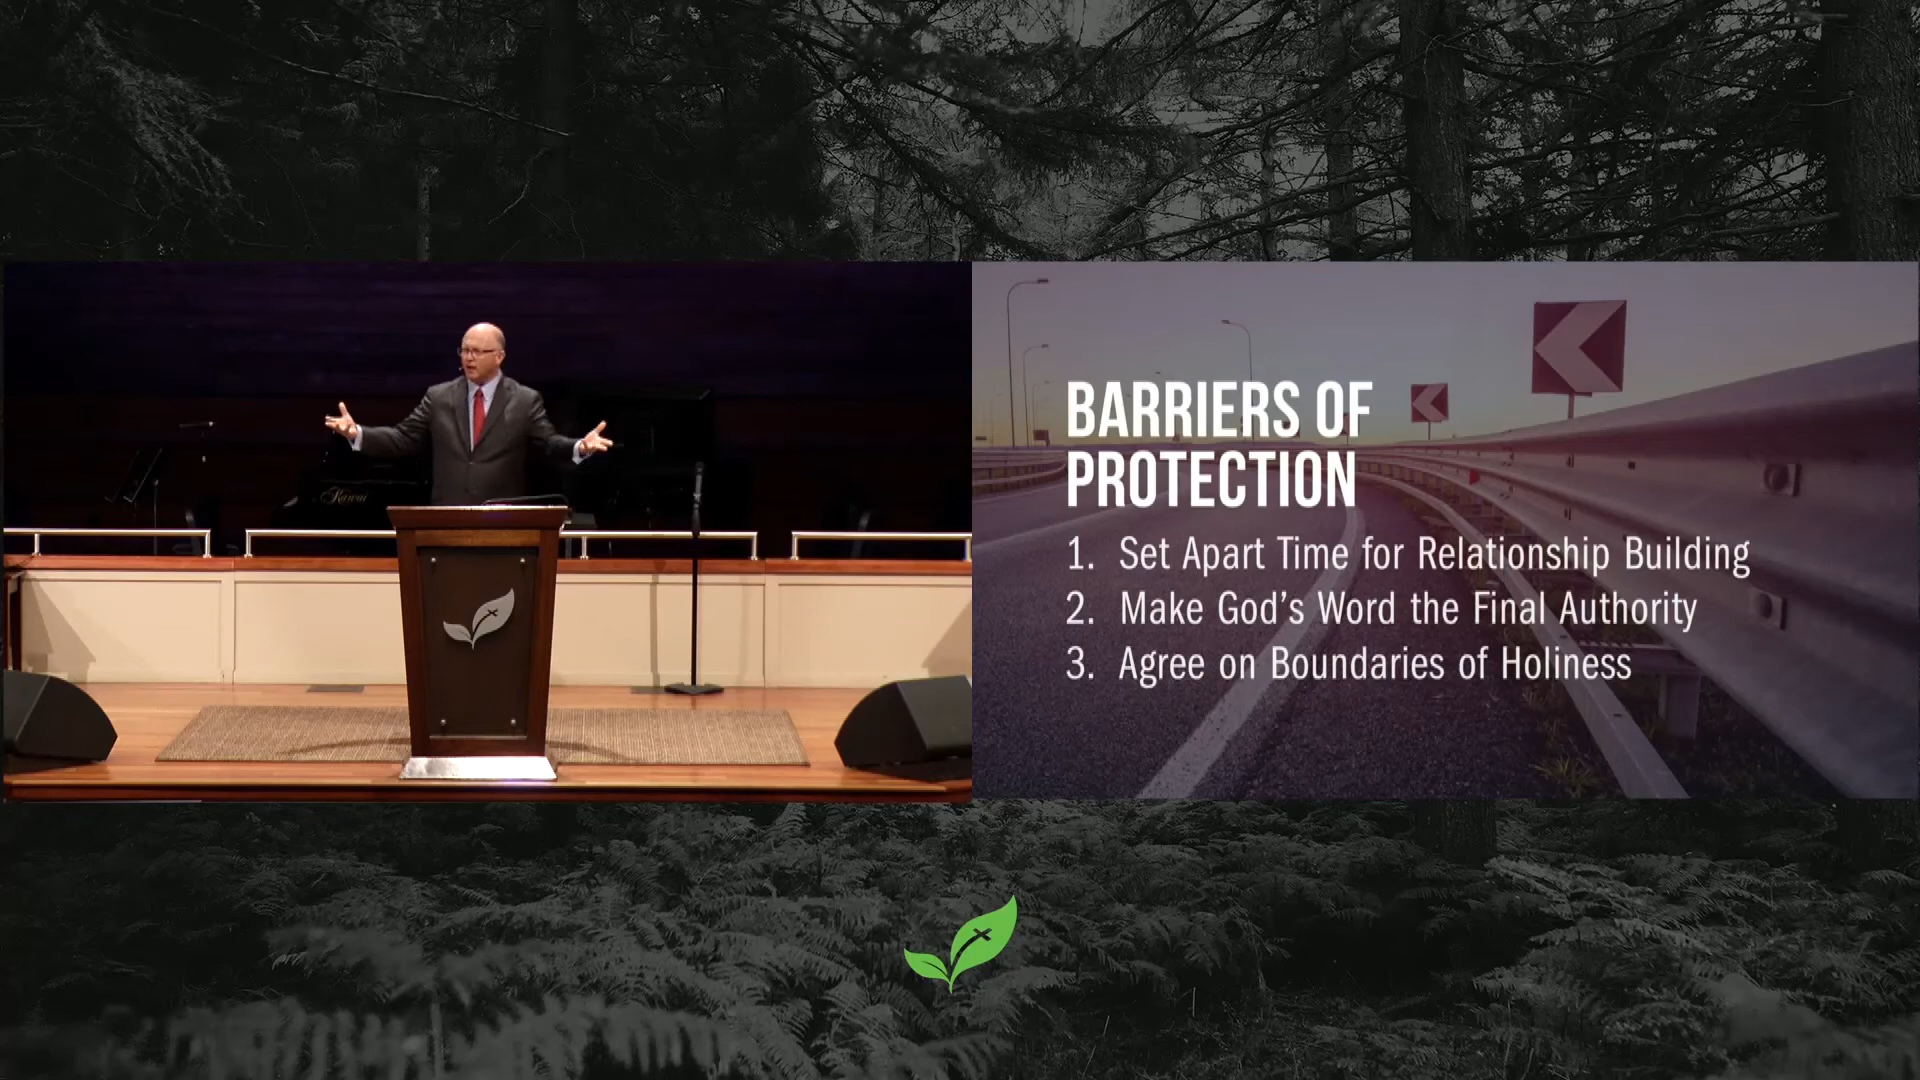 KAWAI
BARRIERS OF
PROTECTION
1. Set Apart Time for Relationship Building
2. Make God's Word the Final Authority
3. Agree on Boundaries of Holiness